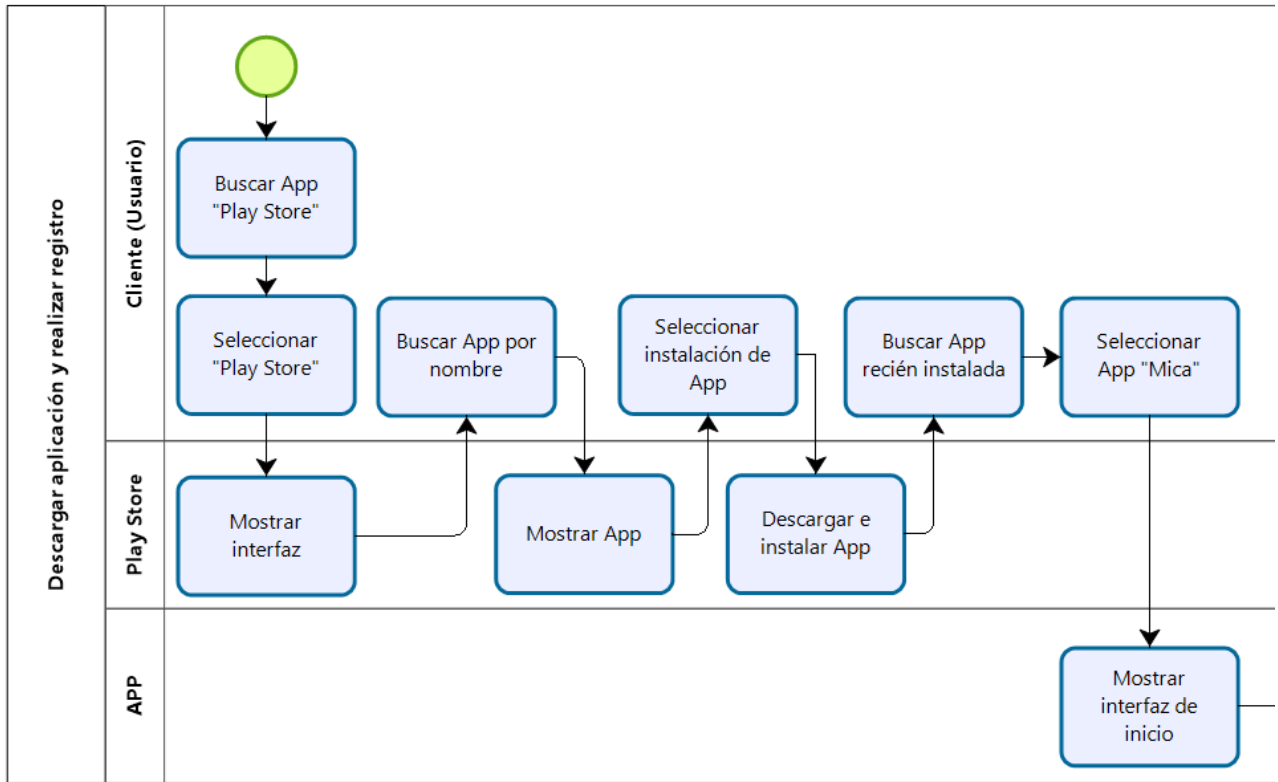 Descargar aplicación y realizar registro
Cliente (Usuario)
Buscar App
"Play Store"
Seleccionar
"Play Store"
Buscar App por
nombre
Seleccionar
instalación de
App
Buscar App
recién instalada
Seleccionar
App "Mica"
Play Store
Mostrar
interfaz
Mostrar App
Descargar e
instalar App
APP
Mostrar
interfaz de
inicio